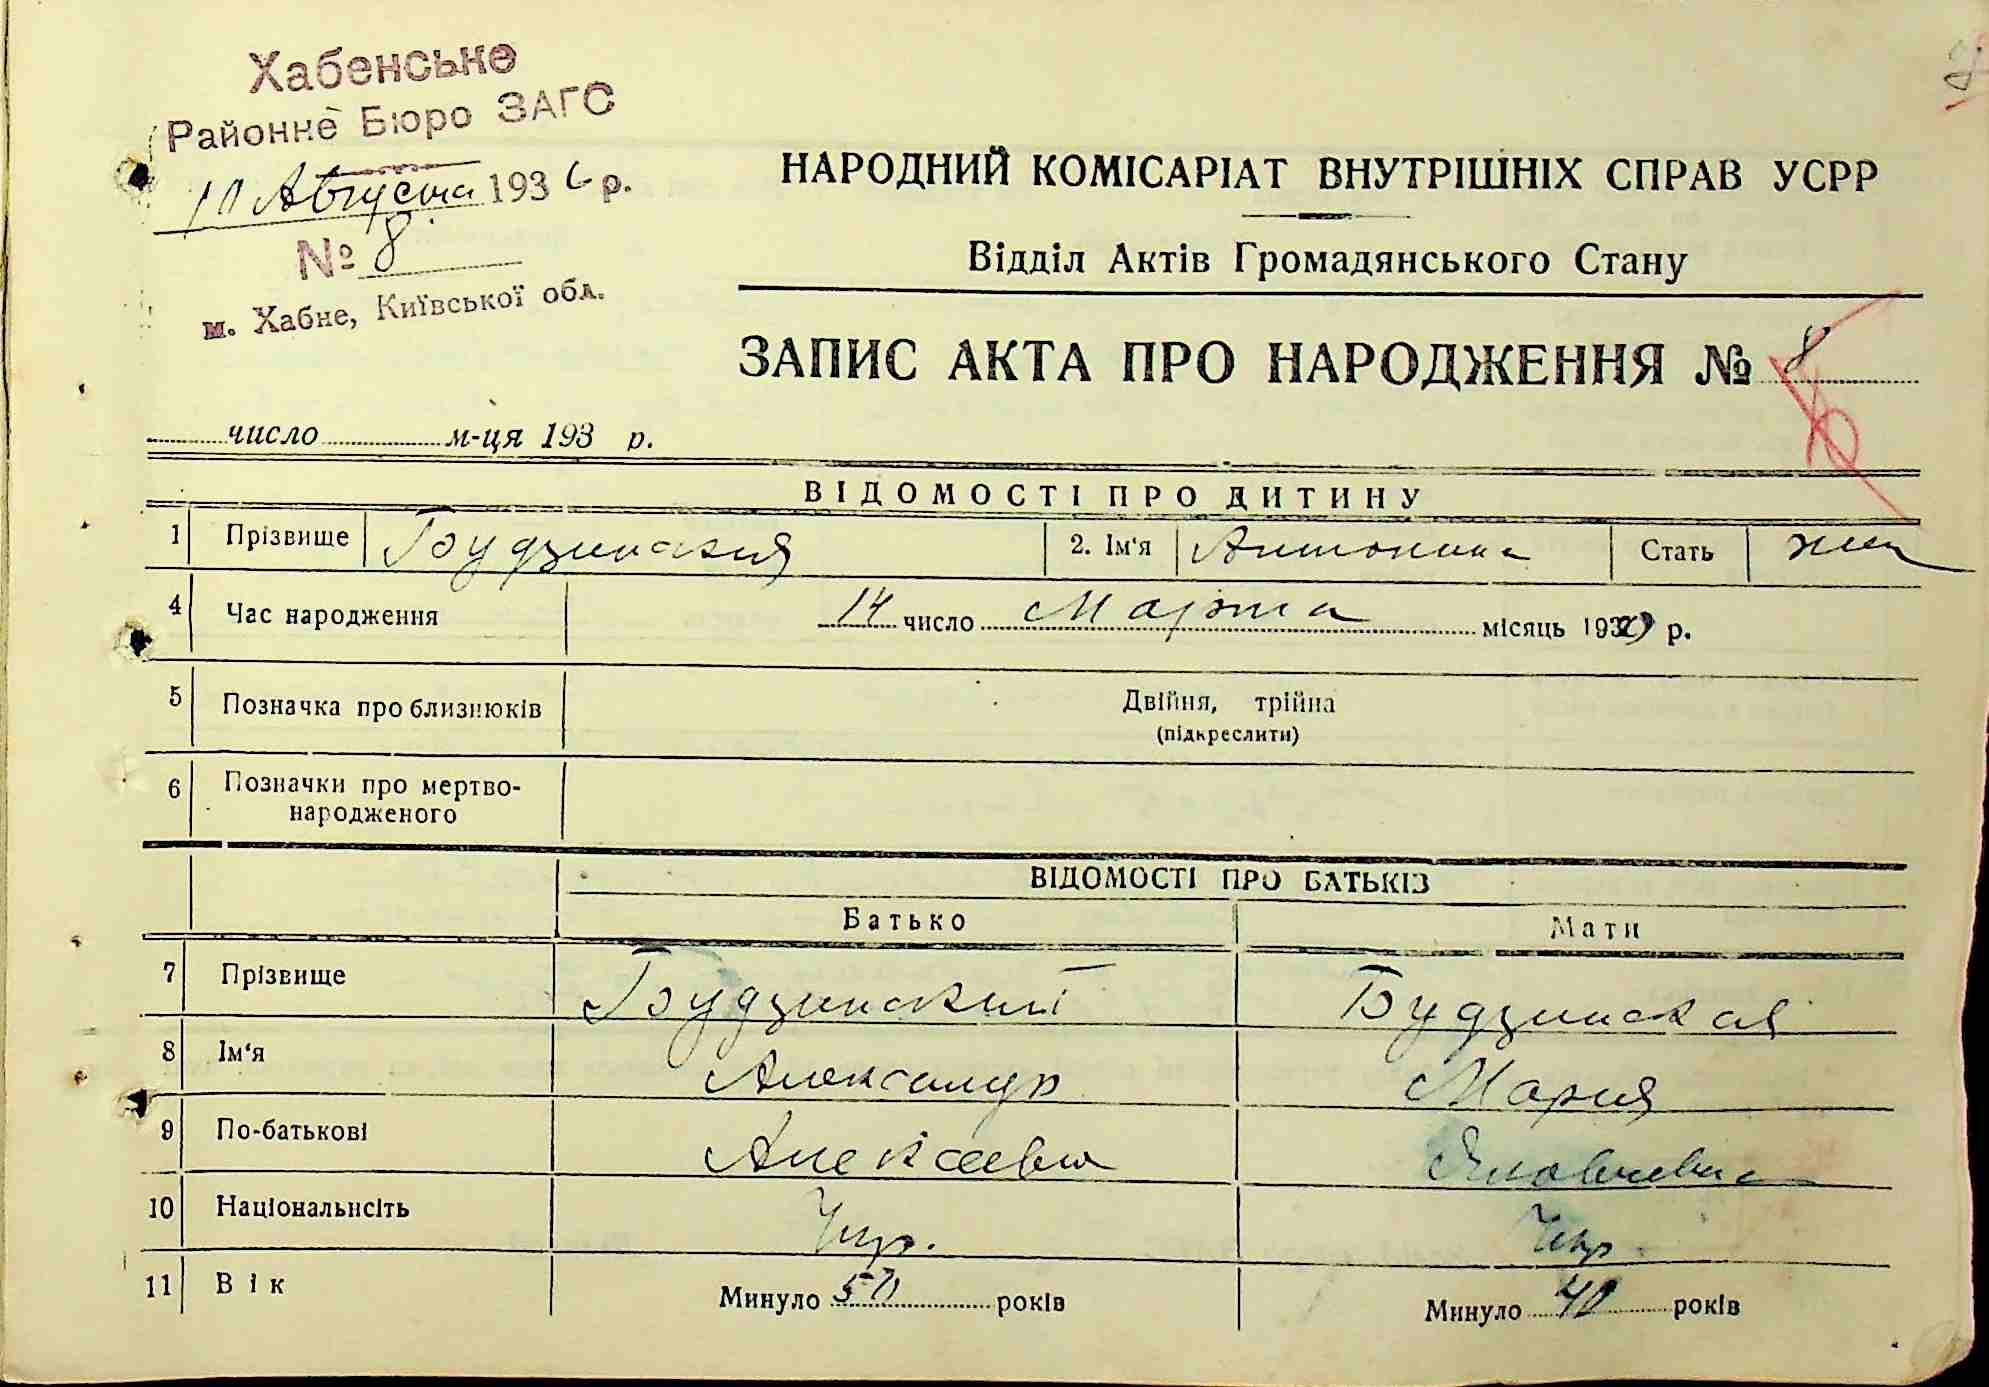 Хабенське
Районне Бюро ЗАГС
10 Августа 1936 р.
№ 8
м. Хабне, Київської обл.
НАРОДНИЙ КОМІСАРІАТ ВНУТРІШНІХ СПРАВ УСРР
Відділ Актів Громадянського Стану
ЗАПИС АКТА ПРО НАРОДЖЕННЯ № 8
число м-ця 193 р.
ВІДОМОСТІ ПРО ДИТИНУ
1 Прізвище Будзинская 2. Ім'я Антонина Стать жен
4 Час народження 14 число Марта місяць р.
5 Позначка про близнюків Двійня, трійна
(підкреслити)
6 Позначки про мертво-
народженого
ВІДОМОСТІ ПРО БАТЬКІВ
Батько Мати
7 Прізвище Будзинский Будзинская
8 Ім'я Александр Мария
9 По-батькові Алексеевич Яковлевна
10 Національність Укр. Укр
11 Вік Минуло 50 років Минуло 40 років